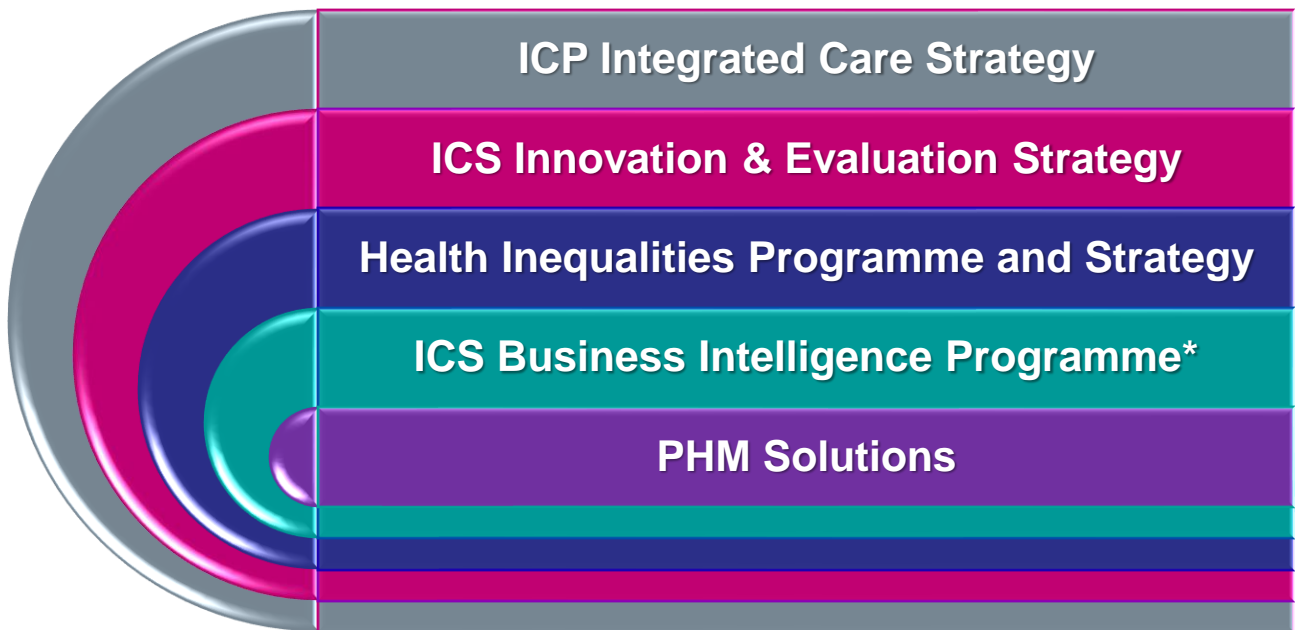 ICP Integrated Care Strategy
ICS Innovation & Evaluation Strategy
Health Inequalities Programme and Strategy
ICS Business Intelligence Programme*
PHM Solutions